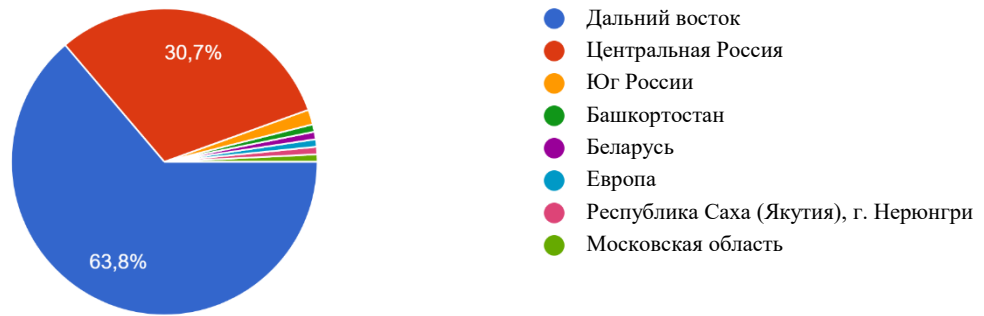 30,7%
63,8%
Дальний восток
Центральная Россия
Юг России
Башкортостан
Беларусь
Европа
Республика Саха (Якутия), г. Нерюнгри
Московская область